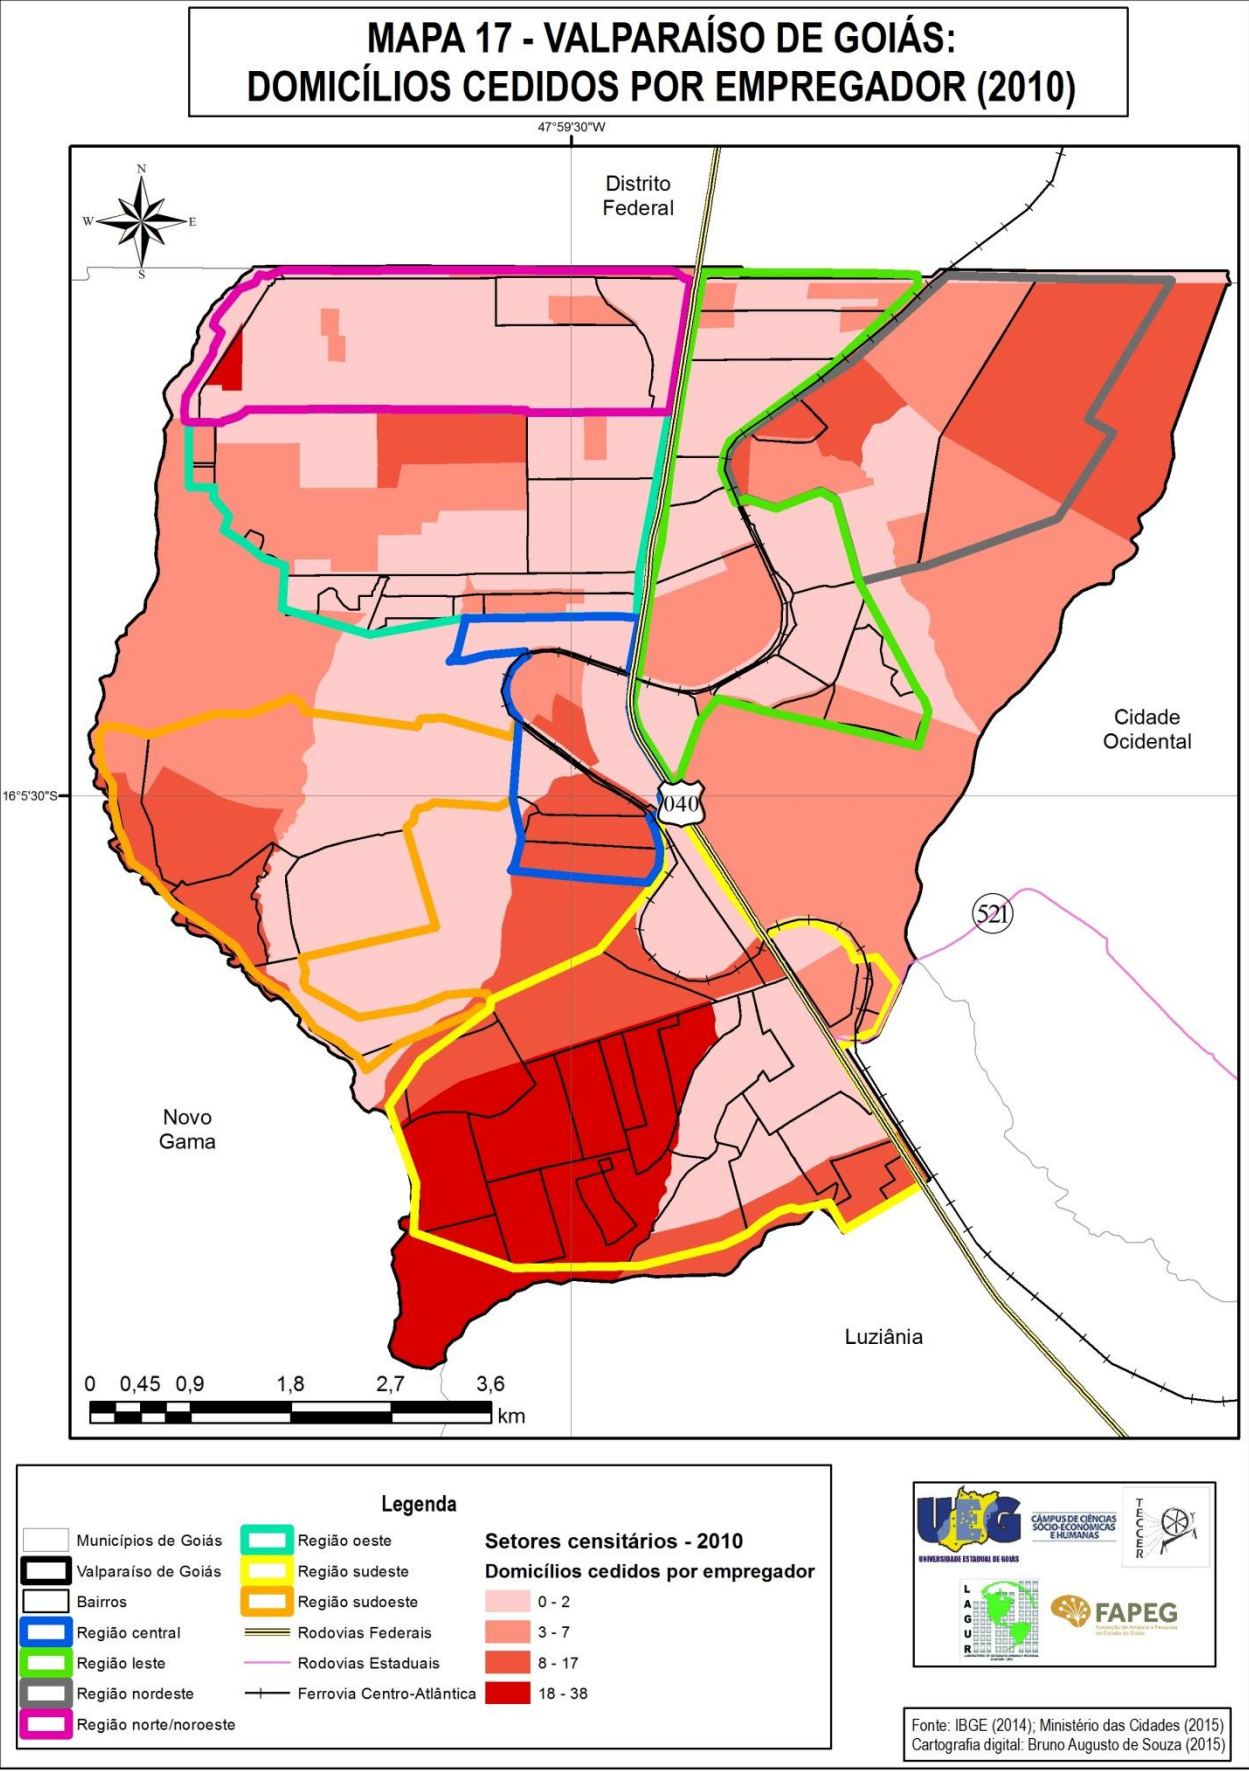 MAPA 17 - VALPARAÍSO DE GOIÁS:
DOMICÍLIOS CEDIDOS POR EMPREGADOR (2010)
47°59'30"W
N
W
E
S
Distrito
Federal
Cidade
Ocidental
16°5'30"S
040
521
Novo
Gama
Luziânia
0 0,45 0,9 1,8 2,7 3,6
km
Legenda
Municípios de Goiás
Valparaíso de Goiás
Bairros
Região central
Região leste
Região nordeste
Região norte/noroeste
Região oeste
Região sudeste
Região sudoeste
Rodovias Federais
Rodovias Estaduais
Ferrovia Centro-Atlântica
Setores censitários - 2010
Domicílios cedidos por empregador
0 - 2
3 - 7
8 - 17
18 - 38
UEG
UNIVERSIDADE ESTADUAL DE GOIÁS
CÂMPUS DE CIÊNCIAS
SÓCIO-ECONÔMICAS
E HUMANAS
TECCER
LAGUR
FAPEG
Fonte: IBGE (2014); Ministério das Cidades (2015)
Cartografia digital: Bruno Augusto de Souza (2015)